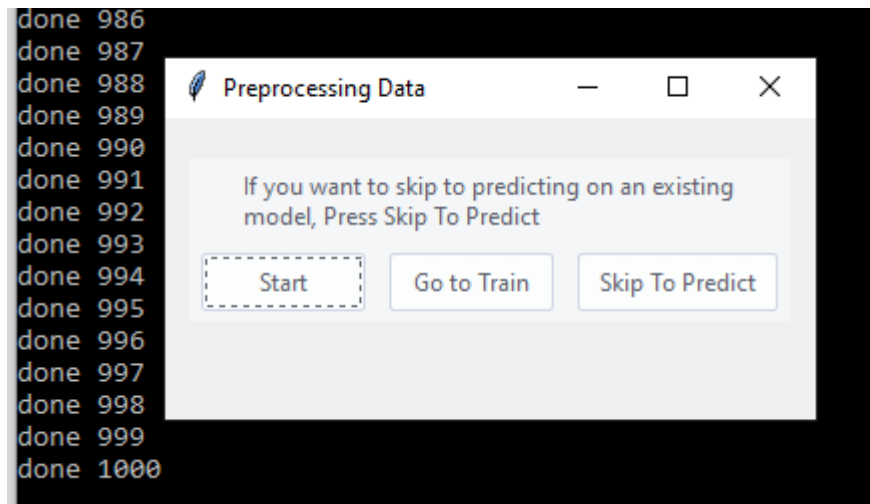 done 986
done 987
done 988
done 989
done 990
done 991
done 992
done 993
done 994
done 995
done 996
done 997
done 998
done 999
done 1000
Preprocessing Data
If you want to skip to predicting on an existing
model, Press Skip To Predict
Start Go to Train Skip To Predict